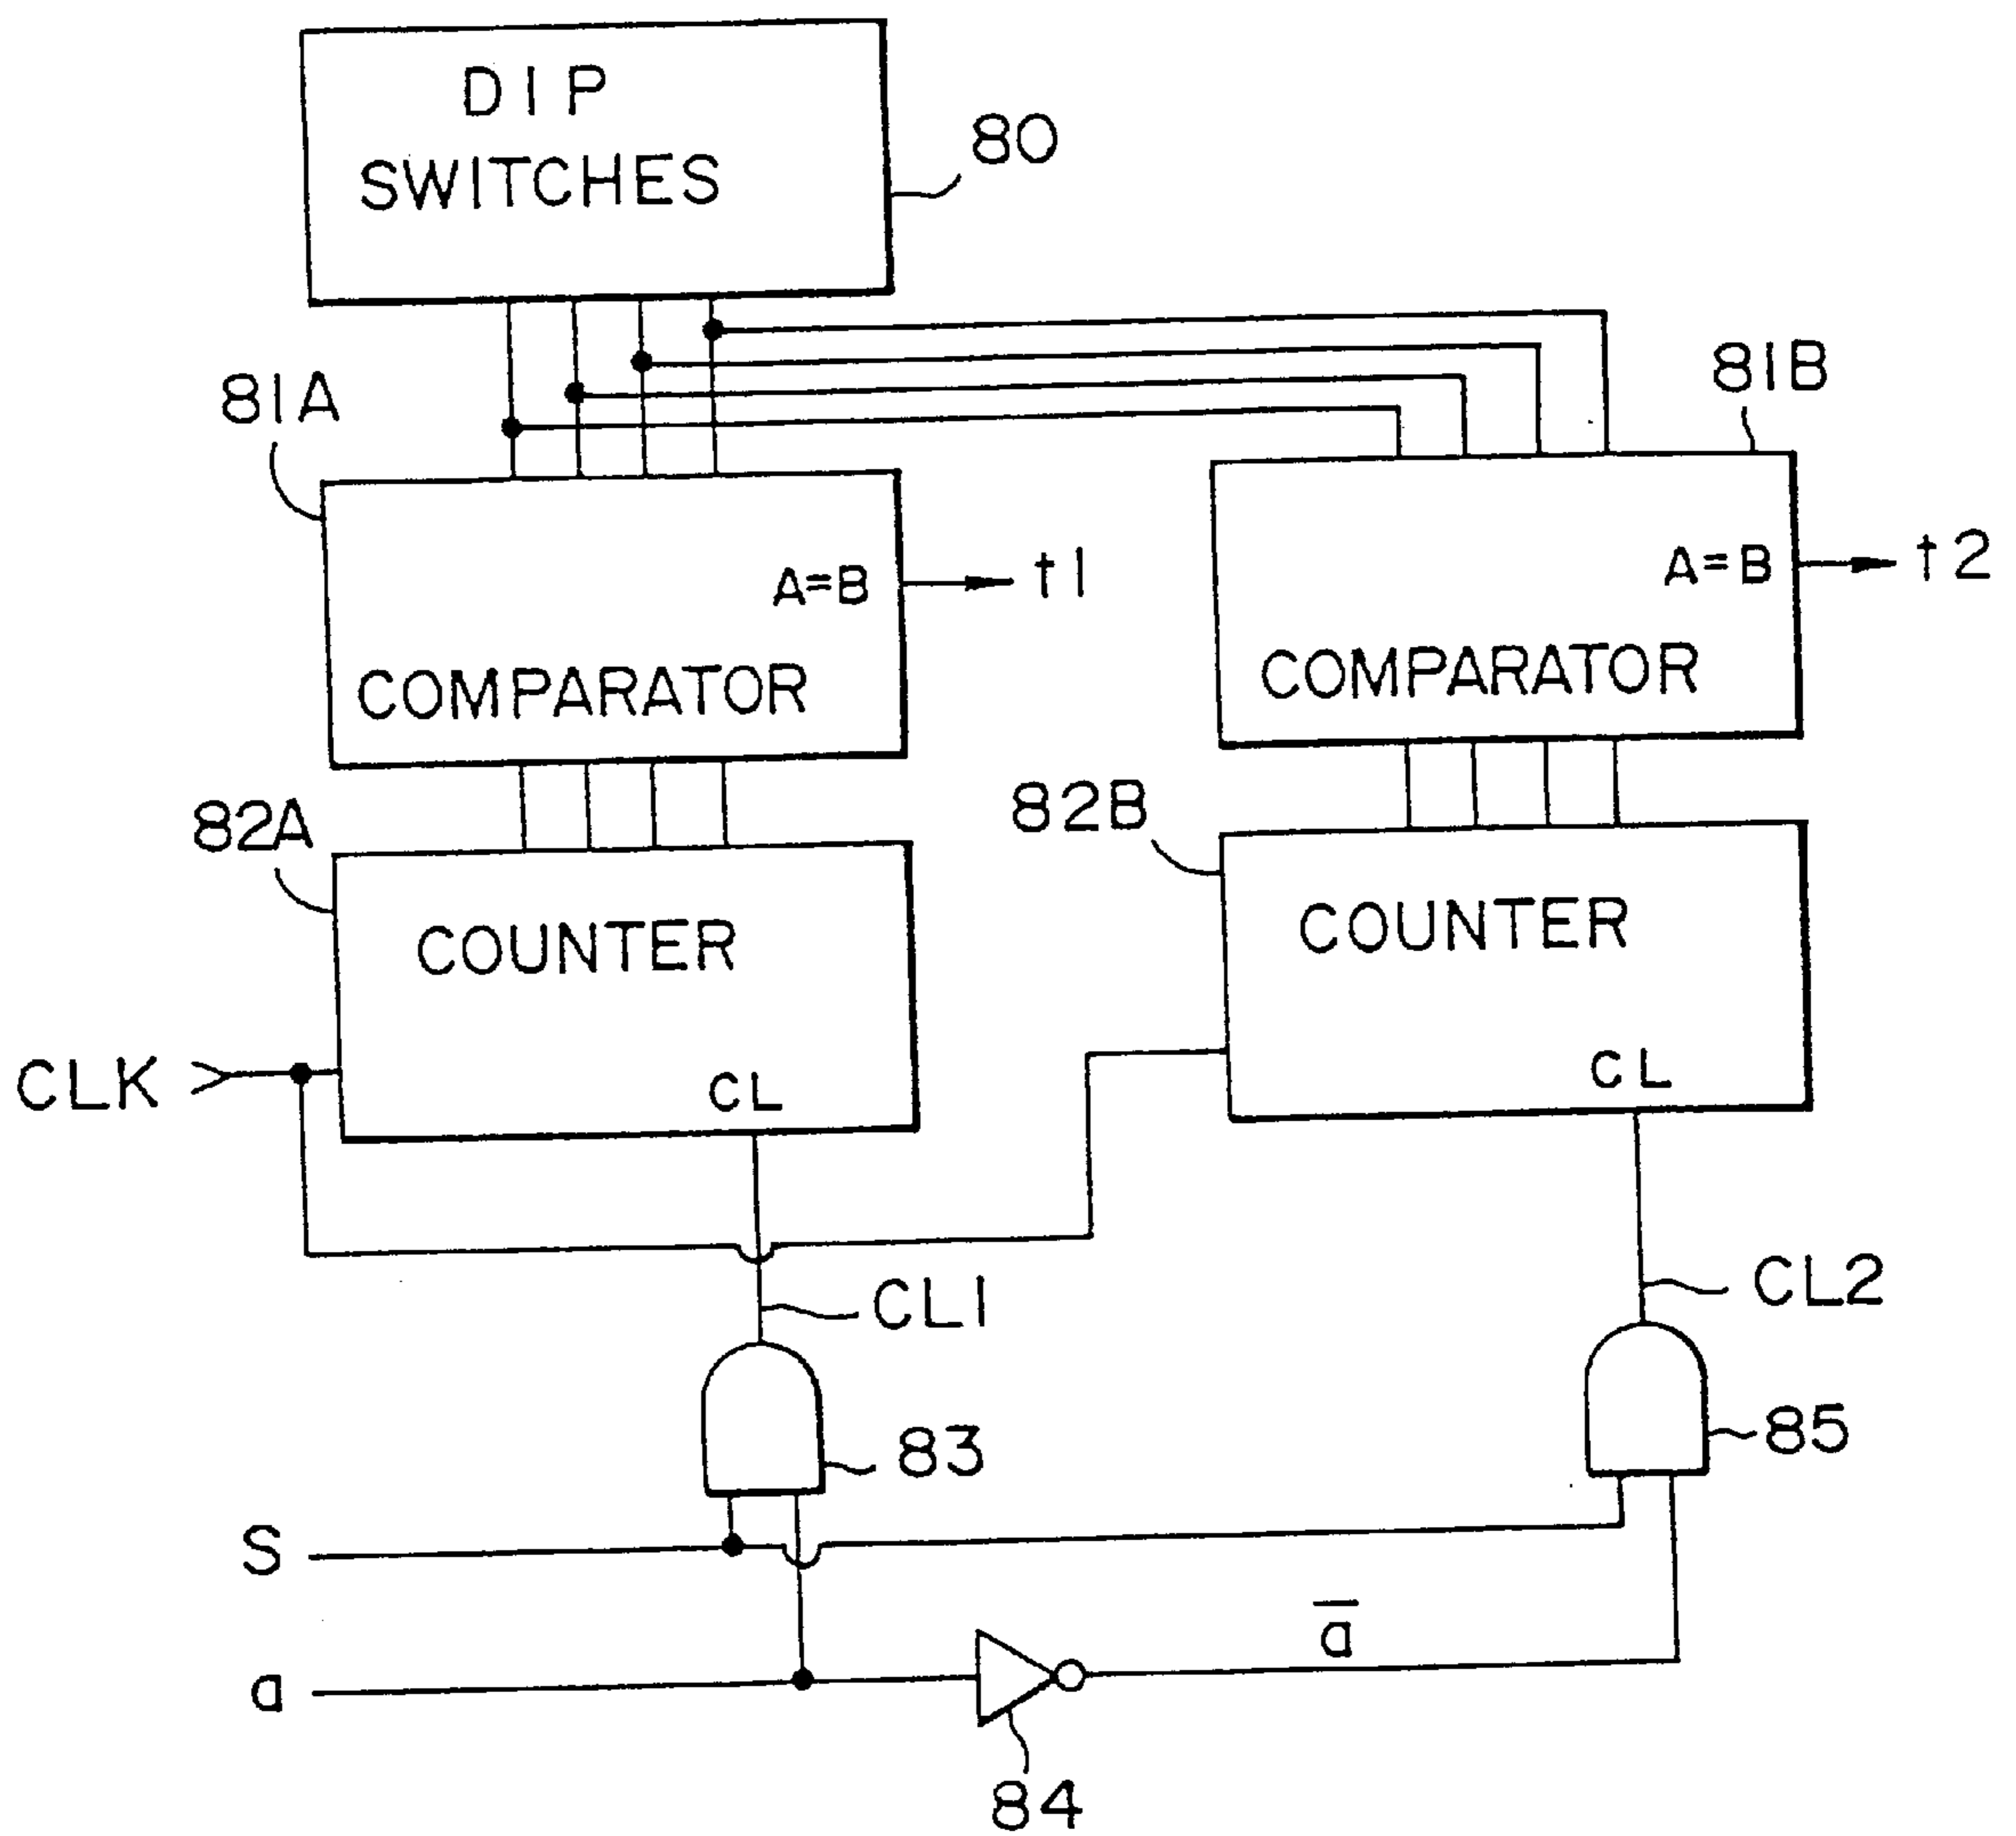 DIP
SWITCHES
80
81A
81B
A=B
t1
A=B
t2
COMPARATOR
COMPARATOR
82A
82B
COUNTER
COUNTER
CLK
CL
CL
CL1
CL2
83
85
S
a
a̅
84